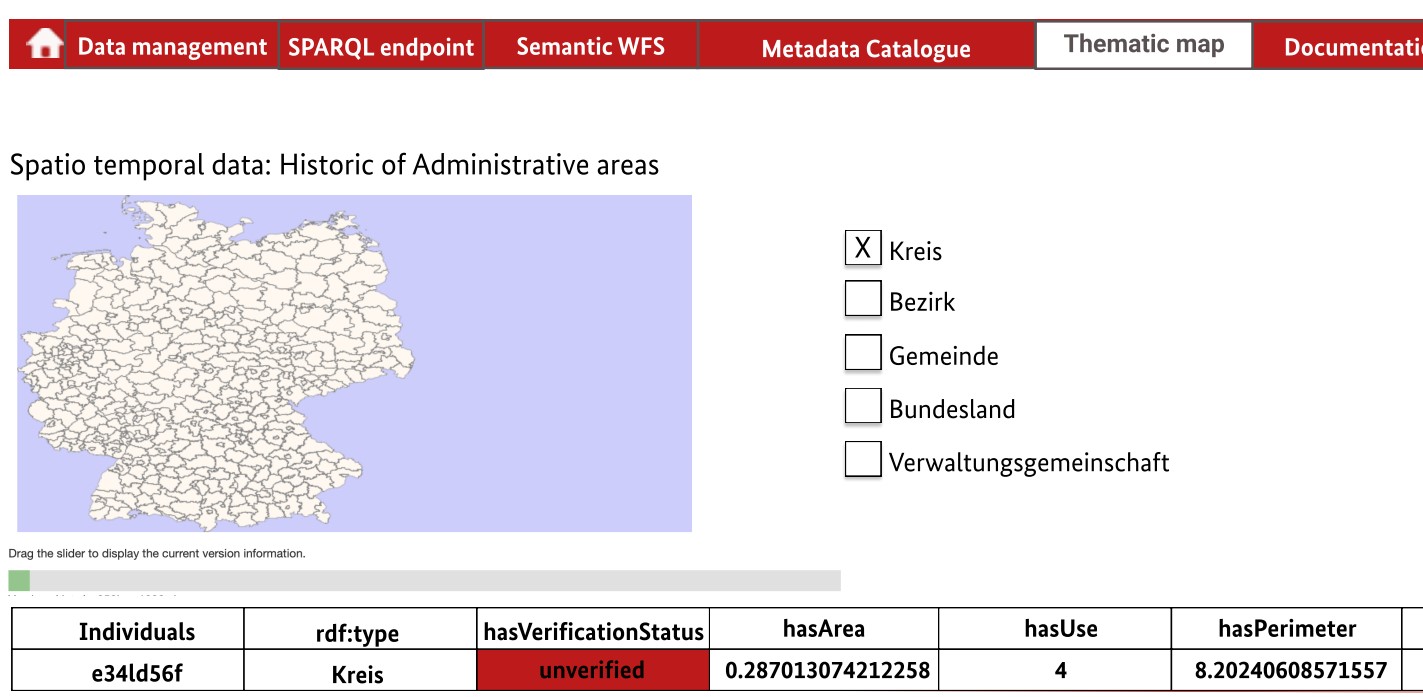 Data management SPARQL endpoint Semantic WFS Metadata Catalogue Thematic map
Spatio temporal data: Historic of Administrative areas
X Kreis
Bezirk
Gemeinde
Bundesland
Verwaltungsgemeinschaft
Drag the slider to display the current version information.
Individuals rdf:type hasVerificationStatus hasArea hasUse hasPerimeter
e34ld56f Kreis unverified 0.287013074212258 4 8.20240608571557